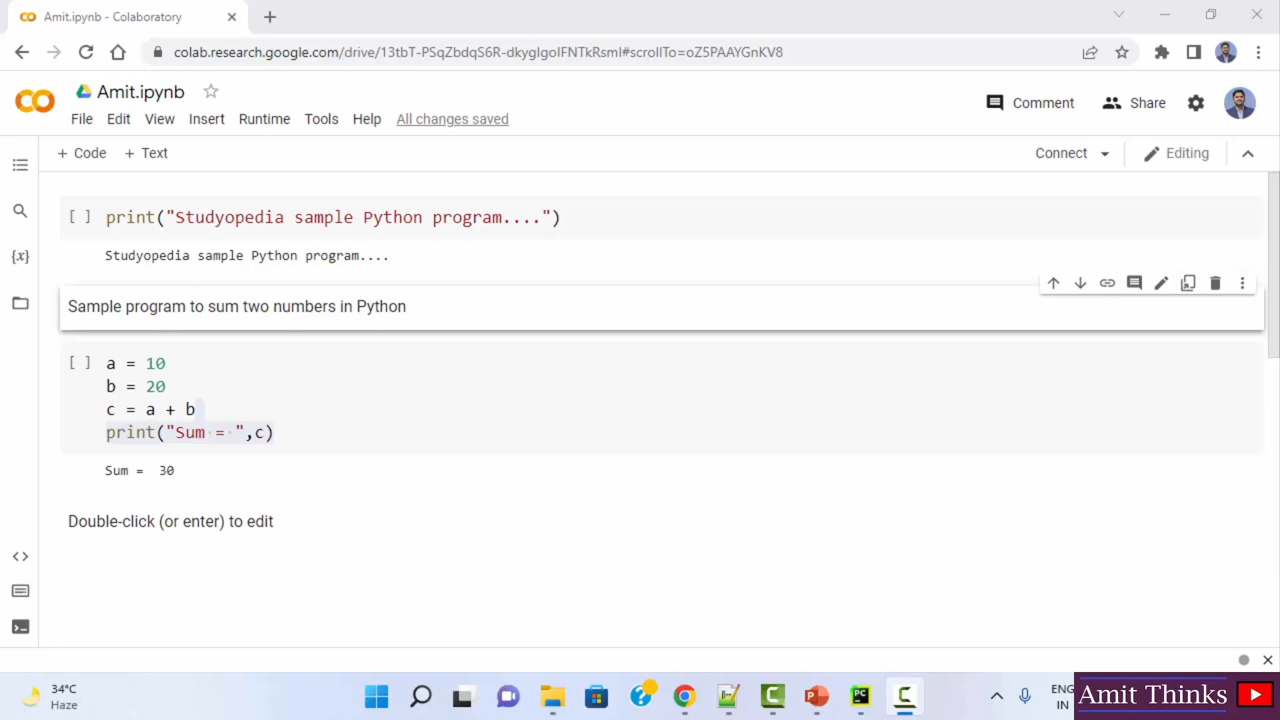 Amit.ipynb - Colaboratory
colab.research.google.com/drive/13tbT-PSqZbdqS6R-dkyglgoIFNTkRsmI#scrollTo=oZ5PAAYGnKV8
Amit.ipynb
Comment
Share
File Edit View Insert Runtime Tools Help All changes saved
+ Code + Text
Connect
Editing
[ ] print("Studyopedia sample Python program....")
Studyopedia sample Python program....
Sample program to sum two numbers in Python
[ ] a = 10
b = 20
c = a + b
print("Sum = ",c)
Sum =  30
Double-click (or enter) to edit
{x}
34°C
Haze
ENG
IN
Amit Thinks